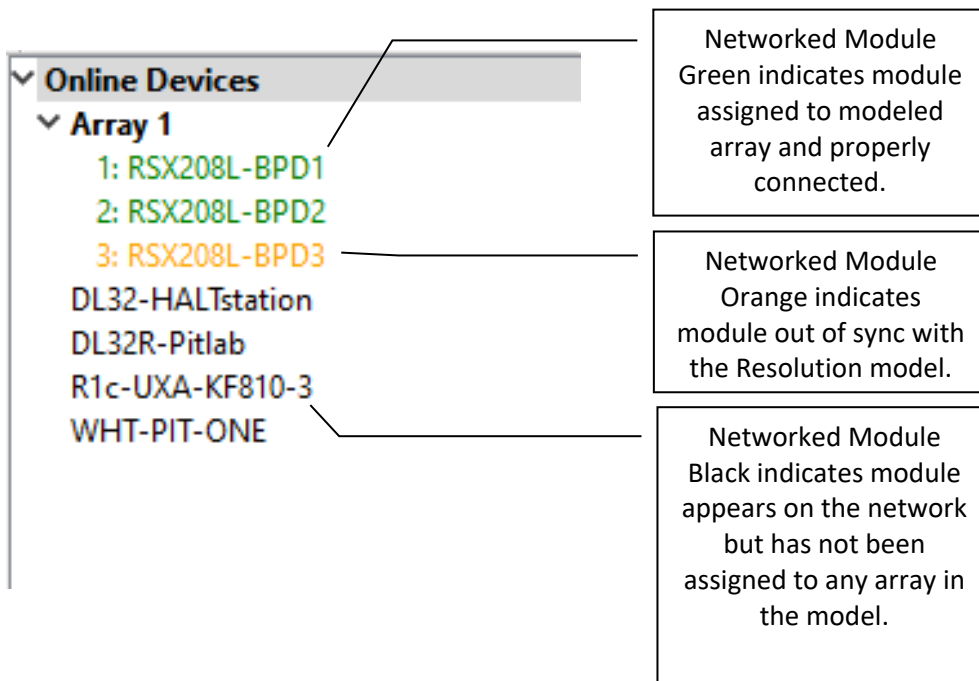 Online Devices
Array 1
1: RSX208L-BPD1
2: RSX208L-BPD2
3: RSX208L-BPD3
DL32-HALTstation
DL32R-Pitlab
R1c-UXA-KF810-3
WHT-PIT-ONE
Networked Module
Green indicates module
assigned to modeled
array and properly
connected.
Networked Module
Orange indicates
module out of sync with
the Resolution model.
Networked Module
Black indicates module
appears on the network
but has not been
assigned to any array in
the model.